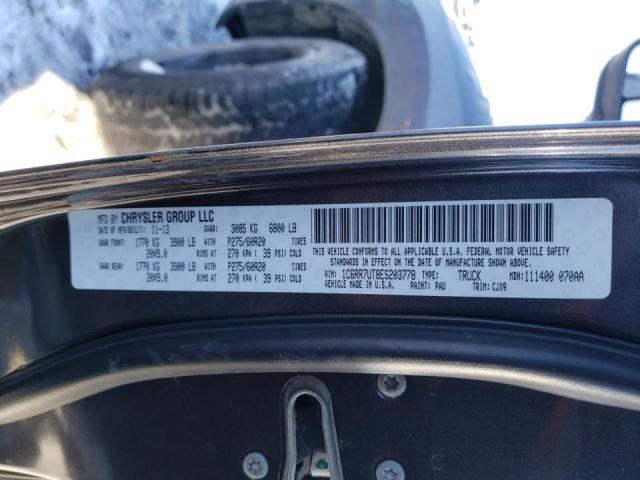 MFD BY CHRYSLER GROUP LLC
DATE OF MFR(BUILT): 11-13 GVWR: 3085 KG 6800 LB
GAWR FRONT: 1770 KG 3900 LB WITH P275/60R20 TIRES
20X9.0 RIMS AT 270 KPA ( 39 PSI COLD)
GAWR REAR: 1770 KG 3900 LB WITH P275/60R20 TIRES
20X9.0 RIMS AT 270 KPA ( 39 PSI) COLD
THIS VEHICLE CONFORMS TO ALL APPLICABLE U.S.A. FEDERAL MOTOR VEHICLE SAFETY
STANDARDS IN EFFECT ON THE DATE OF MANUFACTURE SHOWN ABOVE.
VIN: 1C6RR7UT8ES203778 TYPE: TRUCK MDH: 111400 070AA
VEHICLE MADE IN U.S.A. PAINT: PAU TRIM: CJX9